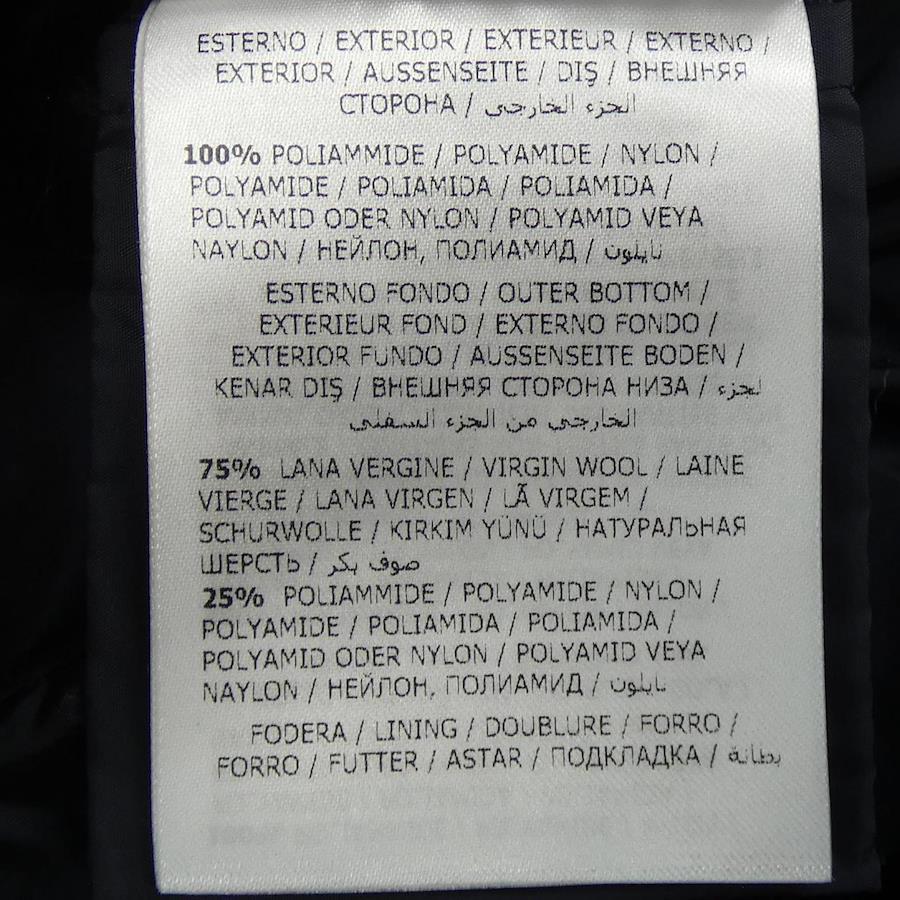 ESTERNO / EXTERIOR / EXTERIEUR / EXTERNO /
EXTERIOR / AUSSENSEITE / DIŞ / ВНЕШНЯЯ
СТОРОНА / الجزء الخارجي
100% POLIAMMIDE / POLYAMIDE / NYLON /
POLYAMIDE / POLIAMIDA / POLIAMIDA /
POLYAMID ODER NYLON / POLYAMID VEYA
NAYLON / НЕЙЛОН, ПОЛИАМИД / نايلون
ESTERNO FONDO / OUTER BOTTOM /
EXTERIEUR FOND / EXTERNO FONDO /
EXTERIOR FUNDO / AUSSENSEITE BODEN /
KENAR DIŞ / ВНЕШНЯЯ СТОРОНА НИЗА / لجزء
الخارجي من الجزء السفلي
75% LANA VERGINE / VIRGIN WOOL / LAINE
VIERGE / LANA VIRGEN / LÃ VIRGEM /
SCHURWOLLE / KIRKIM YÜNÜ / НАТУРАЛЬНАЯ
ШЕРСТЬ / صوف بكر
25% POLIAMMIDE / POLYAMIDE / NYLON /
POLYAMIDE / POLIAMIDA / POLIAMIDA /
POLYAMID ODER NYLON / POLYAMID VEYA
NAYLON / НЕЙЛОН, ПОЛИАМИД / نايلون
FODERA / LINING / DOUBLURE / FORRO /
FORRO / FUTTER / ASTAR / ПОДКЛАДКА / بطانة